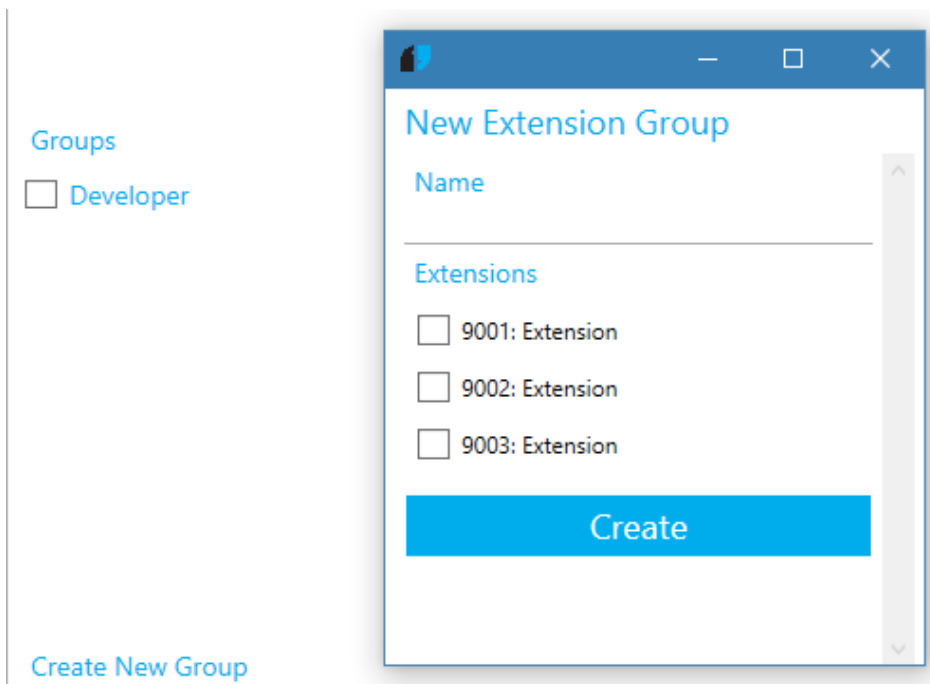 Groups
Developer
Create New Group
New Extension Group
Name
Extensions
9001: Extension
9002: Extension
9003: Extension
Create